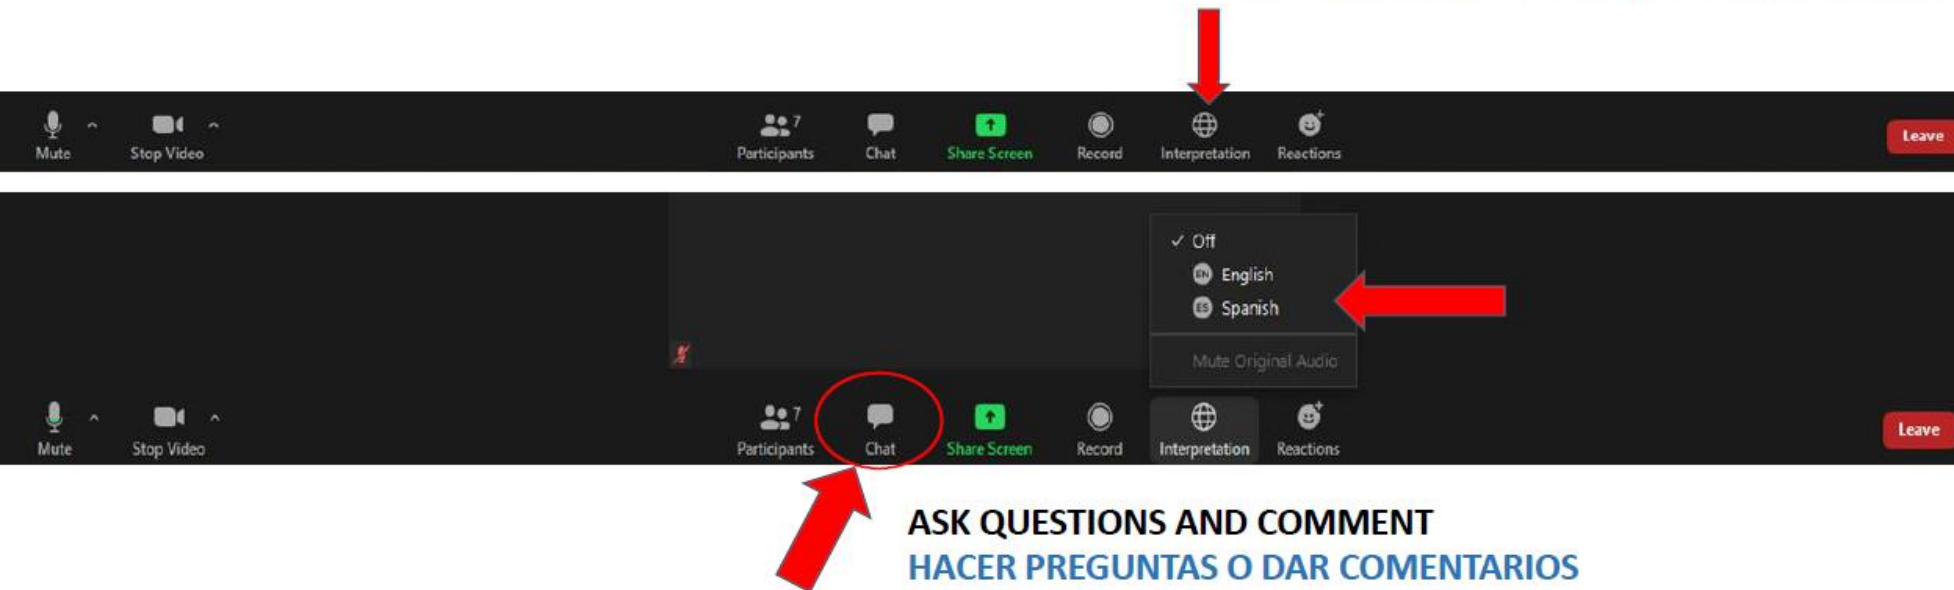 7
Mute Stop Video Participants Chat Share Screen Record Interpretation Reactions Leave
Off
EN English
ES Spanish
Mute Original Audio
7
Mute Stop Video Participants Chat Share Screen Record Interpretation Reactions Leave
ASK QUESTIONS AND COMMENT
HACER PREGUNTAS O DAR COMENTARIOS